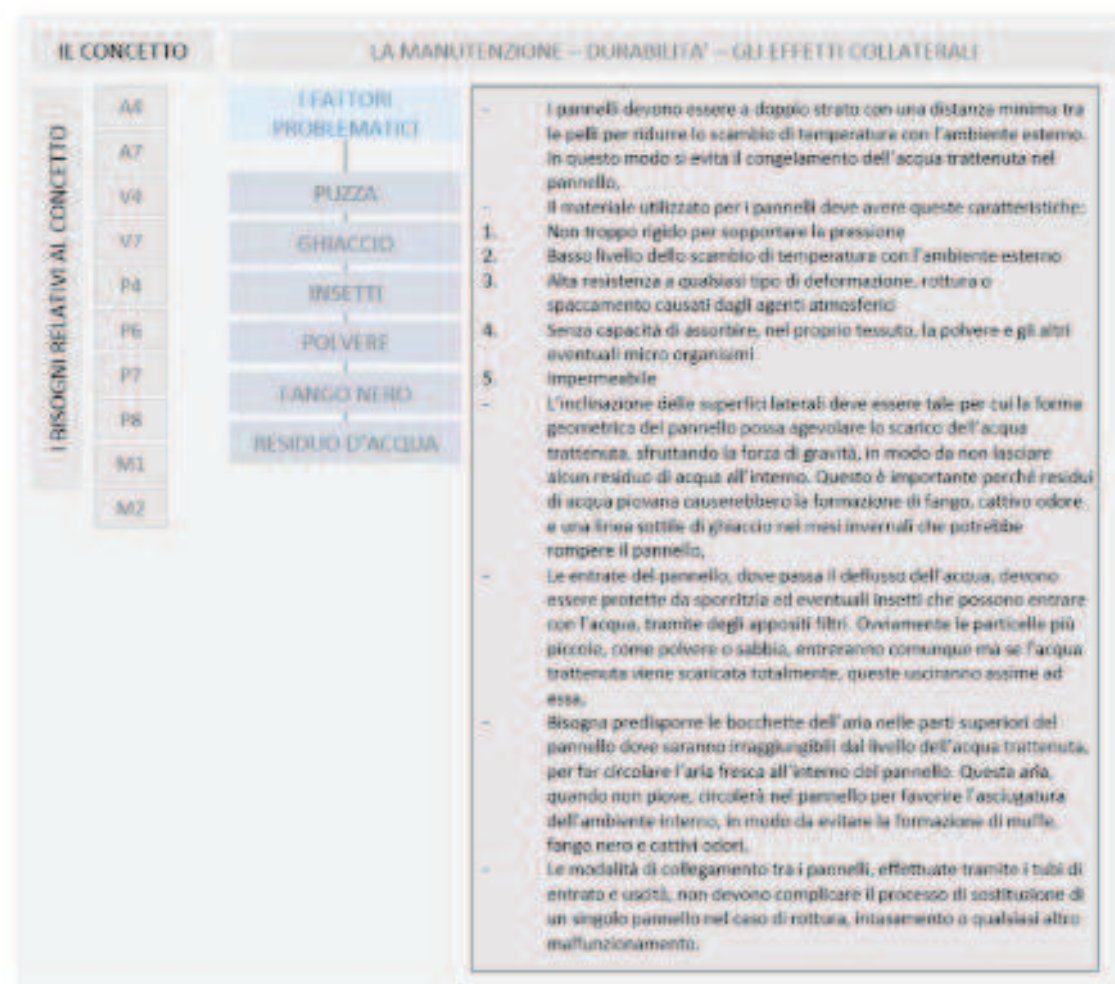 IL CONCETTO
LA MANUTENZIONE – DURABILITA' – GLI EFFETTI COLLATERALI
I BISOGNI RELATIVI AL CONCETTO
A4
A7
V4
V7
P4
P6
P7
P8
M1
M2
I FATTORI
PROBLEMATICI
PUZZA
GHIACCIO
INSETTI
POLVERE
FANGO NERO
RESIDUO D'ACQUA
- I pannelli devono essere a doppio strato con una distanza minima tra
le pelli per ridurre lo scambio di temperatura con l'ambiente esterno.
In questo modo si evita il congelamento dell'acqua trattenuta nel
pannello.
- Il materiale utilizzato per i pannelli deve avere queste caratteristiche:
1. Non troppo rigido per sopportare la pressione
2. Basso livello dello scambio di temperatura con l'ambiente esterno
3. Alta resistenza a qualsiasi tipo di deformazione, rottura o
spaccamento causati dagli agenti atmosferici
4. Senza capacità di assorbire, nel proprio tessuto, la polvere e gli altri
eventuali micro organisimi
5. Impermeabile
- L'inclinazione delle superfici laterali deve essere tale per cui la forma
geometrica del pannello possa agevolare lo scarico dell'acqua
trattenuta, sfruttando la forza di gravità, in modo da non lasciare
alcun residuo di acqua all'interno. Questo è importante perché residui
di acqua piovana causerebbero la formazione di fango, cattivo odore
e una linea sottile di ghiaccio nei mesi invernali che potrebbe
rompere il pannello.
- Le entrate del pannello, dove passa il deflusso dell'acqua, devono
essere protette da sporritzia ed eventuali insetti che possono entrare
con l'acqua, tramite degli appositi filtri. Ovviamente le particelle più
piccole, come polvere o sabbia, entreranno comunque ma se l'acqua
trattenuta viene scaricata totalmente, queste usciranno assime ad
essa.
- Bisogna predisporre le bocchette dell'aria nelle parti superiori del
pannello dove saranno irraggiungibili dal livello dell'acqua trattenuta,
per far circolare l'aria fresca all'interno del pannello. Questa aria,
quando non piove, circolerà nel pannello per favorire l'asciugatura
dell'ambiente interno, in modo da evitare la formazione di muffe,
fango nero e cattivi odori.
- Le modalità di collegamento tra i pannelli, effettuate tramite i tubi di
entrato e uscità, non devono complicare il processo di sostituzione di
un singolo pannello nel caso di rottura, intasamento o qualsiasi altro
malfunzionamento.